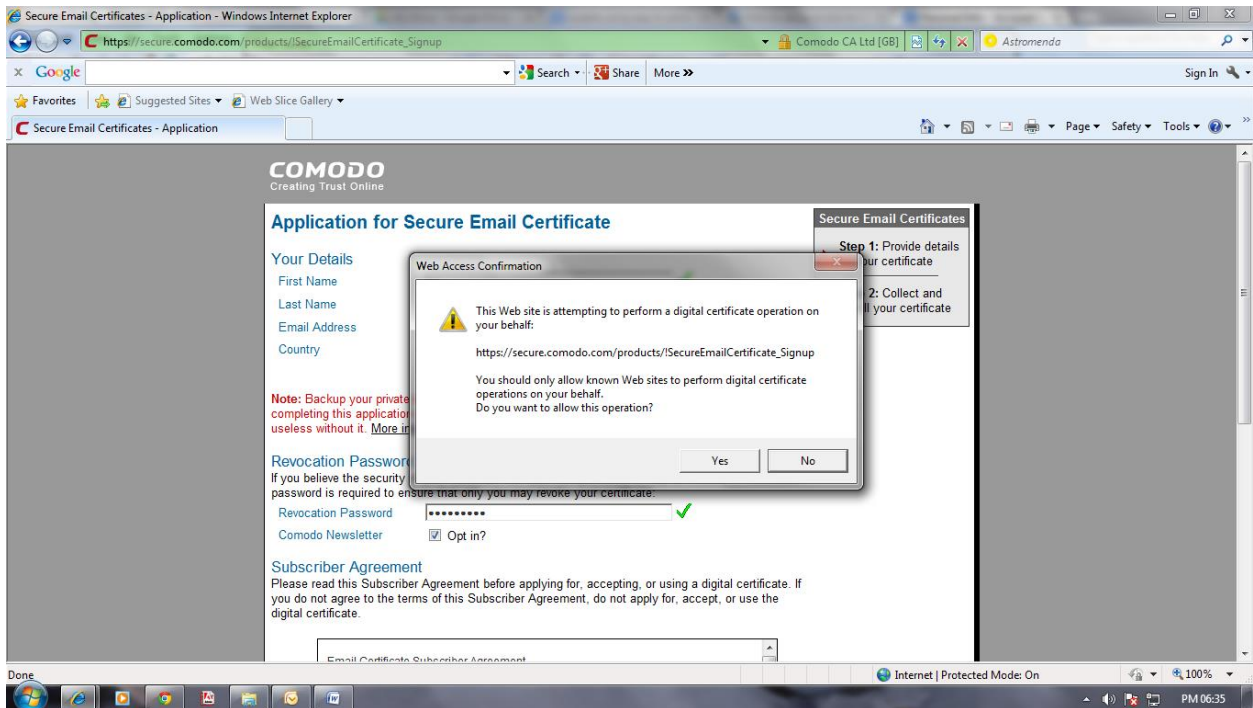 Secure Email Certificates - Application - Windows Internet Explorer
https://secure.comodo.com/products/!SecureEmailCertificate_Signup
Comodo CA Ltd [GB]
Astromenda
x Google
Search
Share
More »
Sign In
Favorites
Suggested Sites
Web Slice Gallery
Secure Email Certificates - Application
Page
Safety
Tools
»
COMODO
Creating Trust Online
Application for Secure Email Certificate
Secure Email Certificates
Step 1: Provide details
our certificate
2: Collect and
ll your certificate
Your Details
First Name
Last Name
Email Address
Country
Web Access Confirmation
This Web site is attempting to perform a digital certificate operation on
your behalf:
https://secure.comodo.com/products/!SecureEmailCertificate_Signup
You should only allow known Web sites to perform digital certificate
operations on your behalf.
Do you want to allow this operation?
Yes
No
Note: Backup your private
completing this application
useless without it. More in
Revocation Password
If you believe the security
password is required to ensure that only you may revoke your certificate.
Revocation Password
•••••••••
Comodo Newsletter
Opt in?
Subscriber Agreement
Please read this Subscriber Agreement before applying for, accepting, or using a digital certificate. If
you do not agree to the terms of this Subscriber Agreement, do not apply for, accept, or use the
digital certificate.
Email Certificate Subscriber Agreement
Done
Internet | Protected Mode: On
100%
PM 06:35